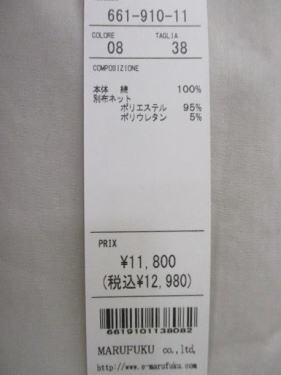 661-910-11
COLORE TAGLIA
08 38
COMPOSIZIONE
本体 綿 100%
別布ネット
ポリエステル 95%
ポリウレタン 5%
PRIX
¥11,800
(税込¥12,980)
6619101138082
MARUFUKU co.,ltd,
http://www.e-marufuku.com